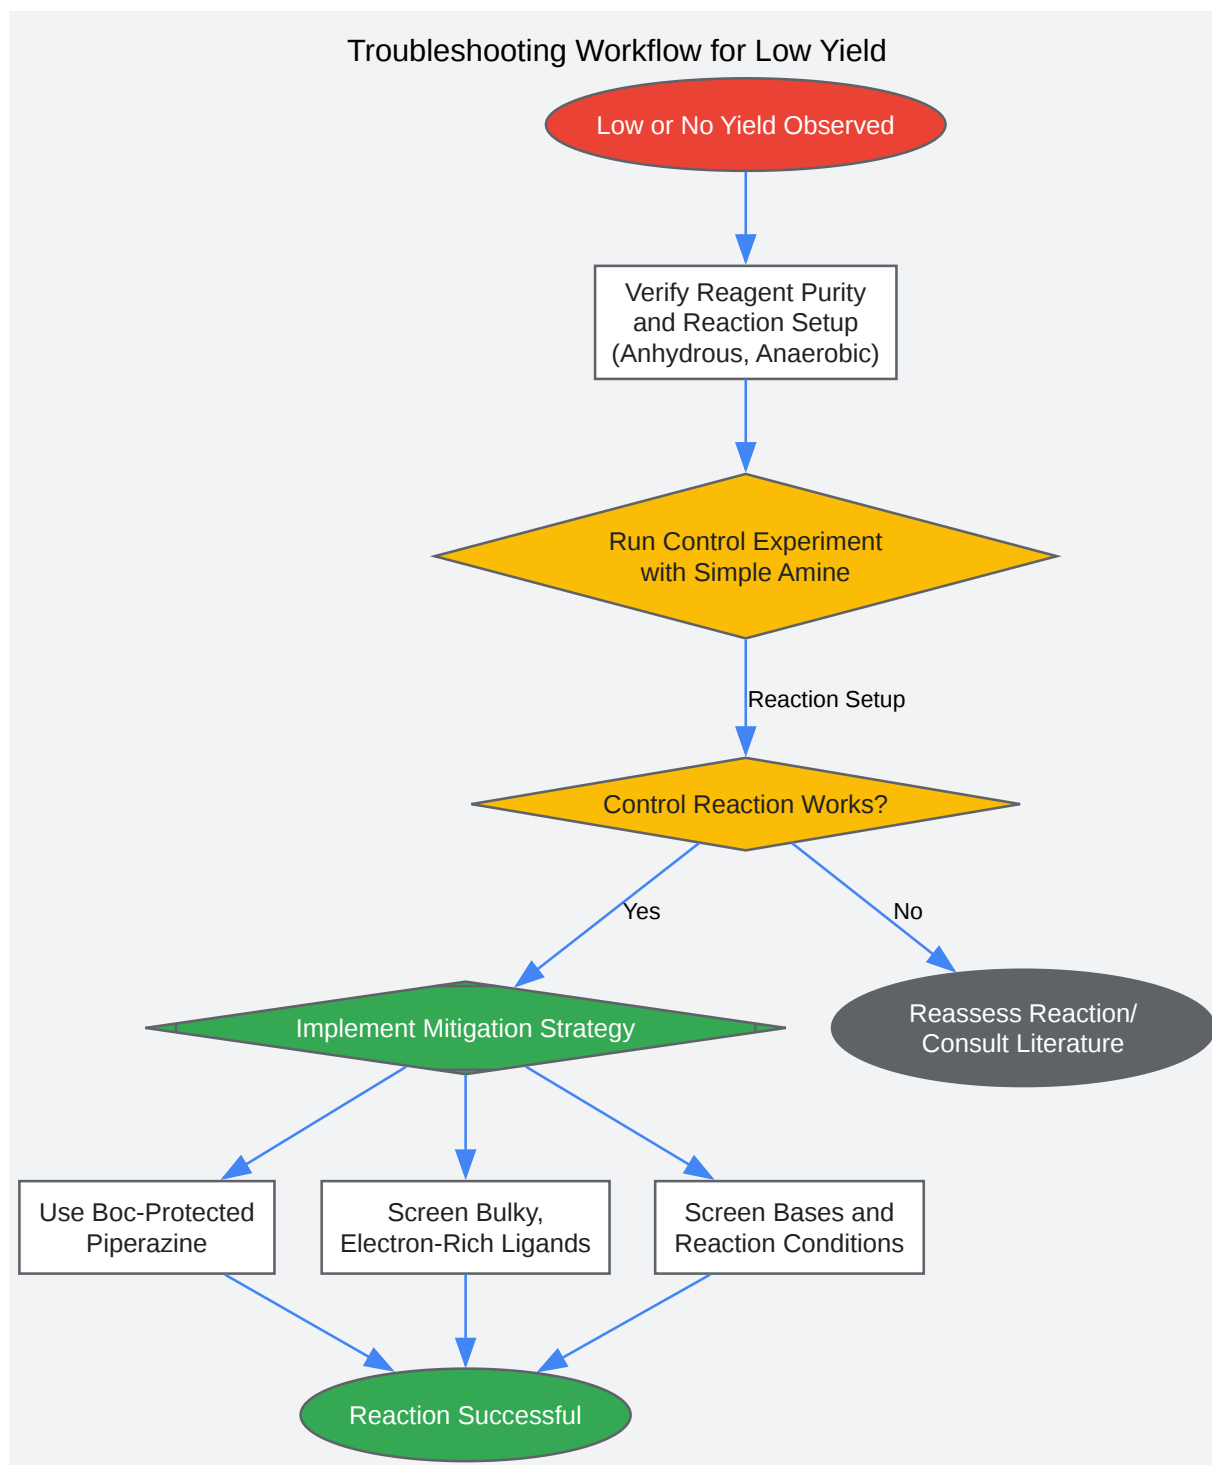 Troubleshooting Workflow for Low Yield
Low or No Yield Observed
Verify Reagent Purity
and Reaction Setup
(Anhydrous, Anaerobic)
Run Control Experiment
with Simple Amine
Reaction Setup
Control Reaction Works?
Yes
No
Implement Mitigation Strategy
Reassess Reaction/
Consult Literature
Use Boc-Protected
Piperazine
Screen Bulky,
Electron-Rich Ligands
Screen Bases and
Reaction Conditions
Reaction Successful